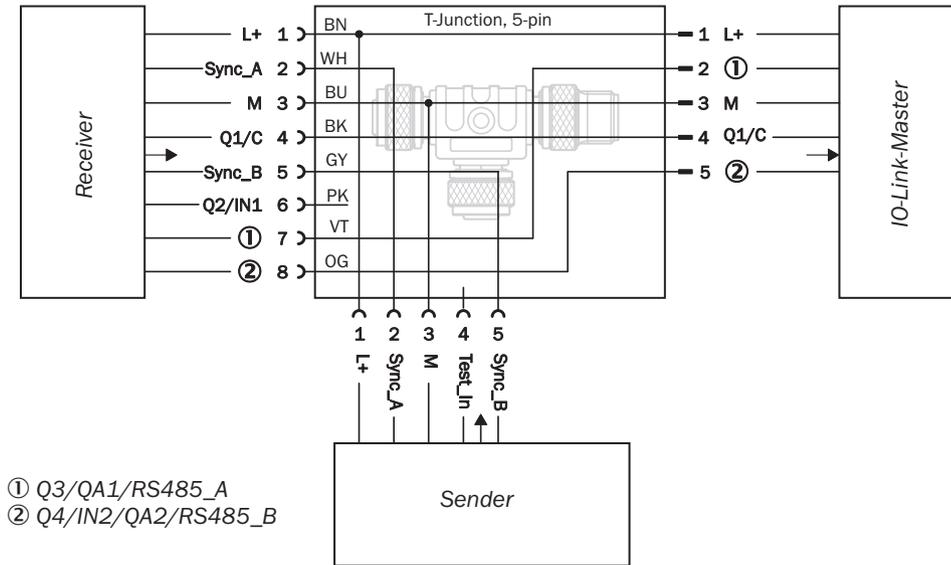 T-Junction, 5-pin
Receiver
L+ 1 BN
Sync_A 2 WH
M 3 BU
Q1/C 4 BK
Sync_B 5 GY
Q2/IN1 6 PK
① 7 VT
② 8 OG
1 L+
2 ①
3 M
4 Q1/C
5 ②
IO-Link-Master
1 2 3 4 5
L+
Sync_A
M
Test_In
Sync_B
Sender
① Q3/QA1/RS485_A
② Q4/IN2/QA2/RS485_B